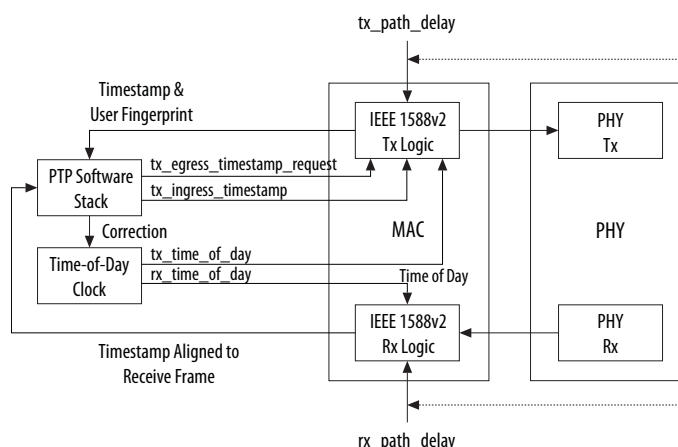 tx_path_delay
Timestamp &
User Fingerprint
IEEE 1588v2
Tx Logic
PHY
Tx
tx_egress_timestamp_request
PTP Software
Stack
tx_ingress_timestamp
Correction
MAC
PHY
tx_time_of_day
Time-of-Day
Clock
rx_time_of_day
Time of Day
IEEE 1588v2
Rx Logic
PHY
Rx
Timestamp Aligned to
Receive Frame
rx_path_delay